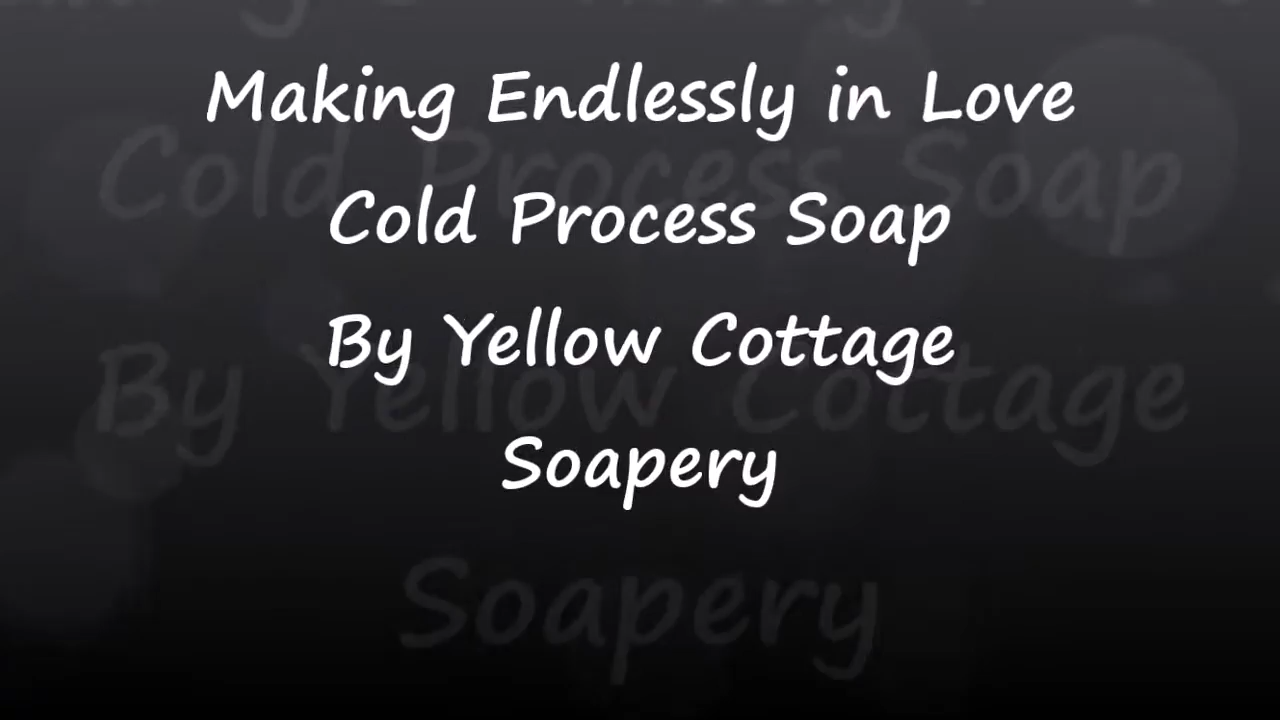 Making Endlessly in Love
Cold Process Soap
By Yellow Cottage
Soapery